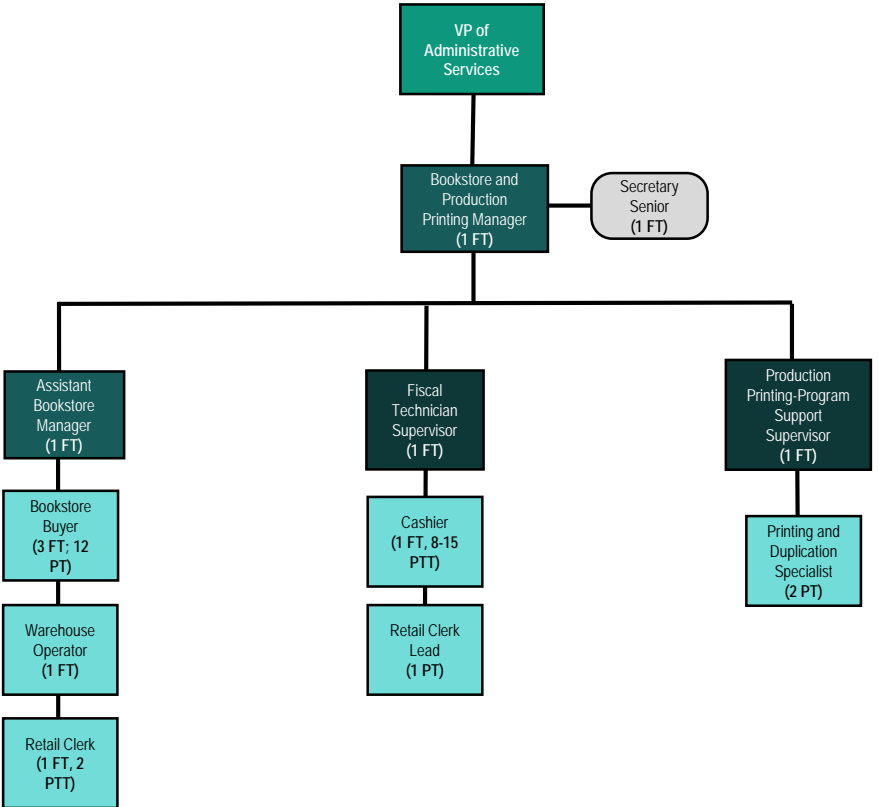 VP of
Administrative
Services
Bookstore and
Production
Printing Manager
(1 FT)
Secretary
Senior
(1 FT)
Assistant
Bookstore
Manager
(1 FT)
Fiscal
Technician
Supervisor
(1 FT)
Production
Printing-Program
Support
Supervisor
(1 FT)
Bookstore
Buyer
(3 FT; 12
PT)
Cashier
(1 FT, 8-15
PTT)
Printing and
Duplication
Specialist
(2 PT)
Warehouse
Operator
(1 FT)
Retail Clerk
Lead
(1 PT)
Retail Clerk
(1 FT, 2
PTT)